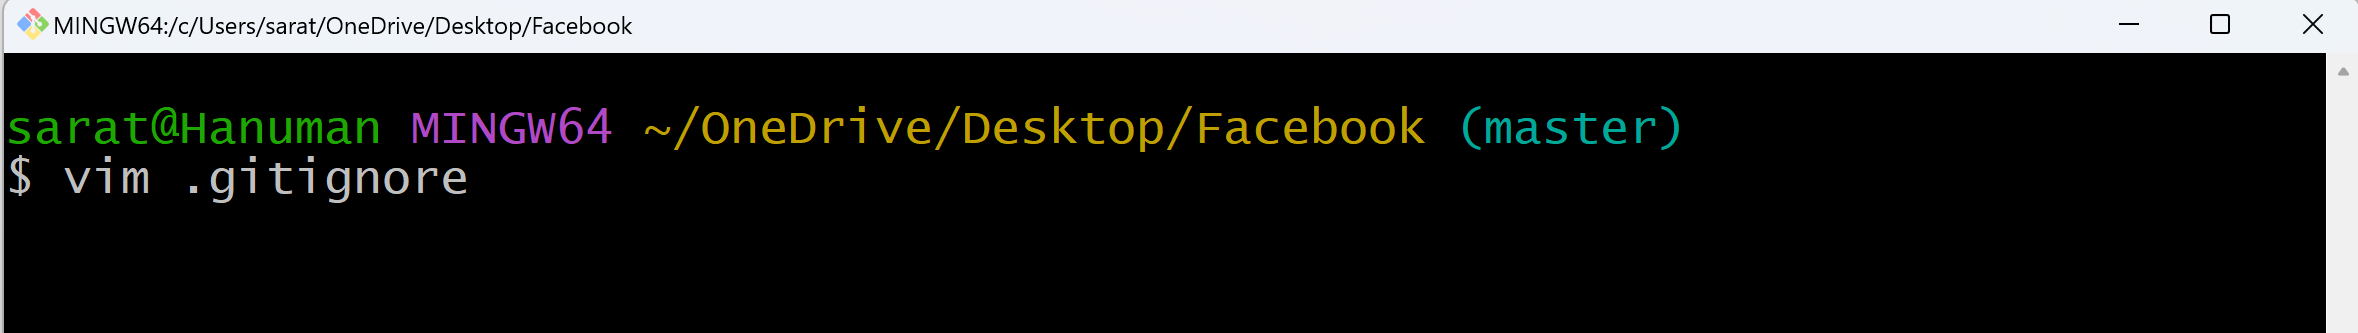 MINGW64:/c/Users/sarat/OneDrive/Desktop/Facebook
sarat@Hanuman MINGW64 ~/OneDrive/Desktop/Facebook (master)
$ vim .gitignore